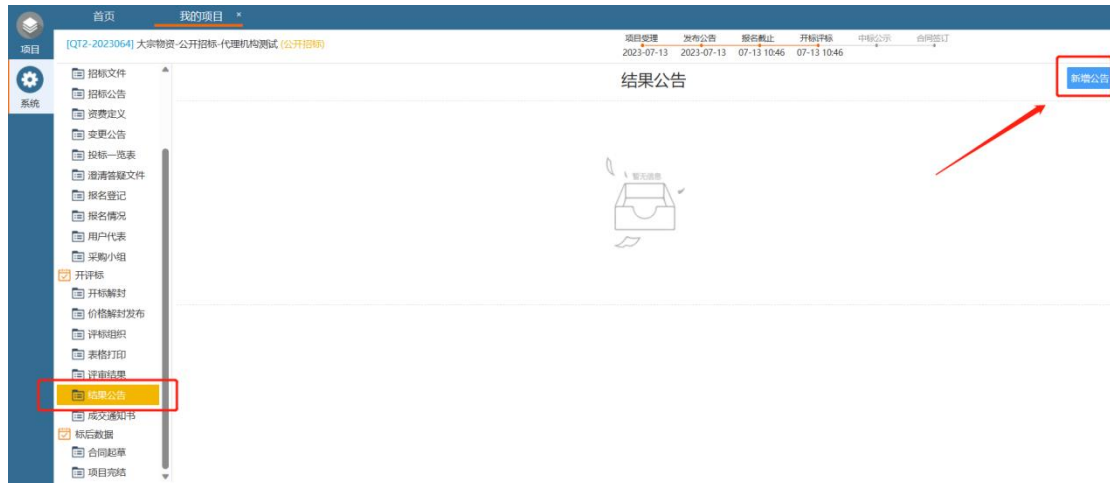 首页 我的项目 ×
项目
系统
[QT2-2023064] 大宗物资-公开招标-代理机构测试 (公开招标)
项目受理 发布公告 报名截止 开标评标 中标公示 合同签订
2023-07-13 2023-07-13 07-13 10:46 07-13 10:46
招标文件
招标公告
资费定义
变更公告
投标一览表
澄清答疑文件
报名登记
报名情况
用户代表
采购小组
开评标
开标解封
价格解封发布
评标组织
表格打印
评审结果
结果公告
成交通知书
标后数据
合同起草
项目完结
结果公告
新增公告
暂无信息